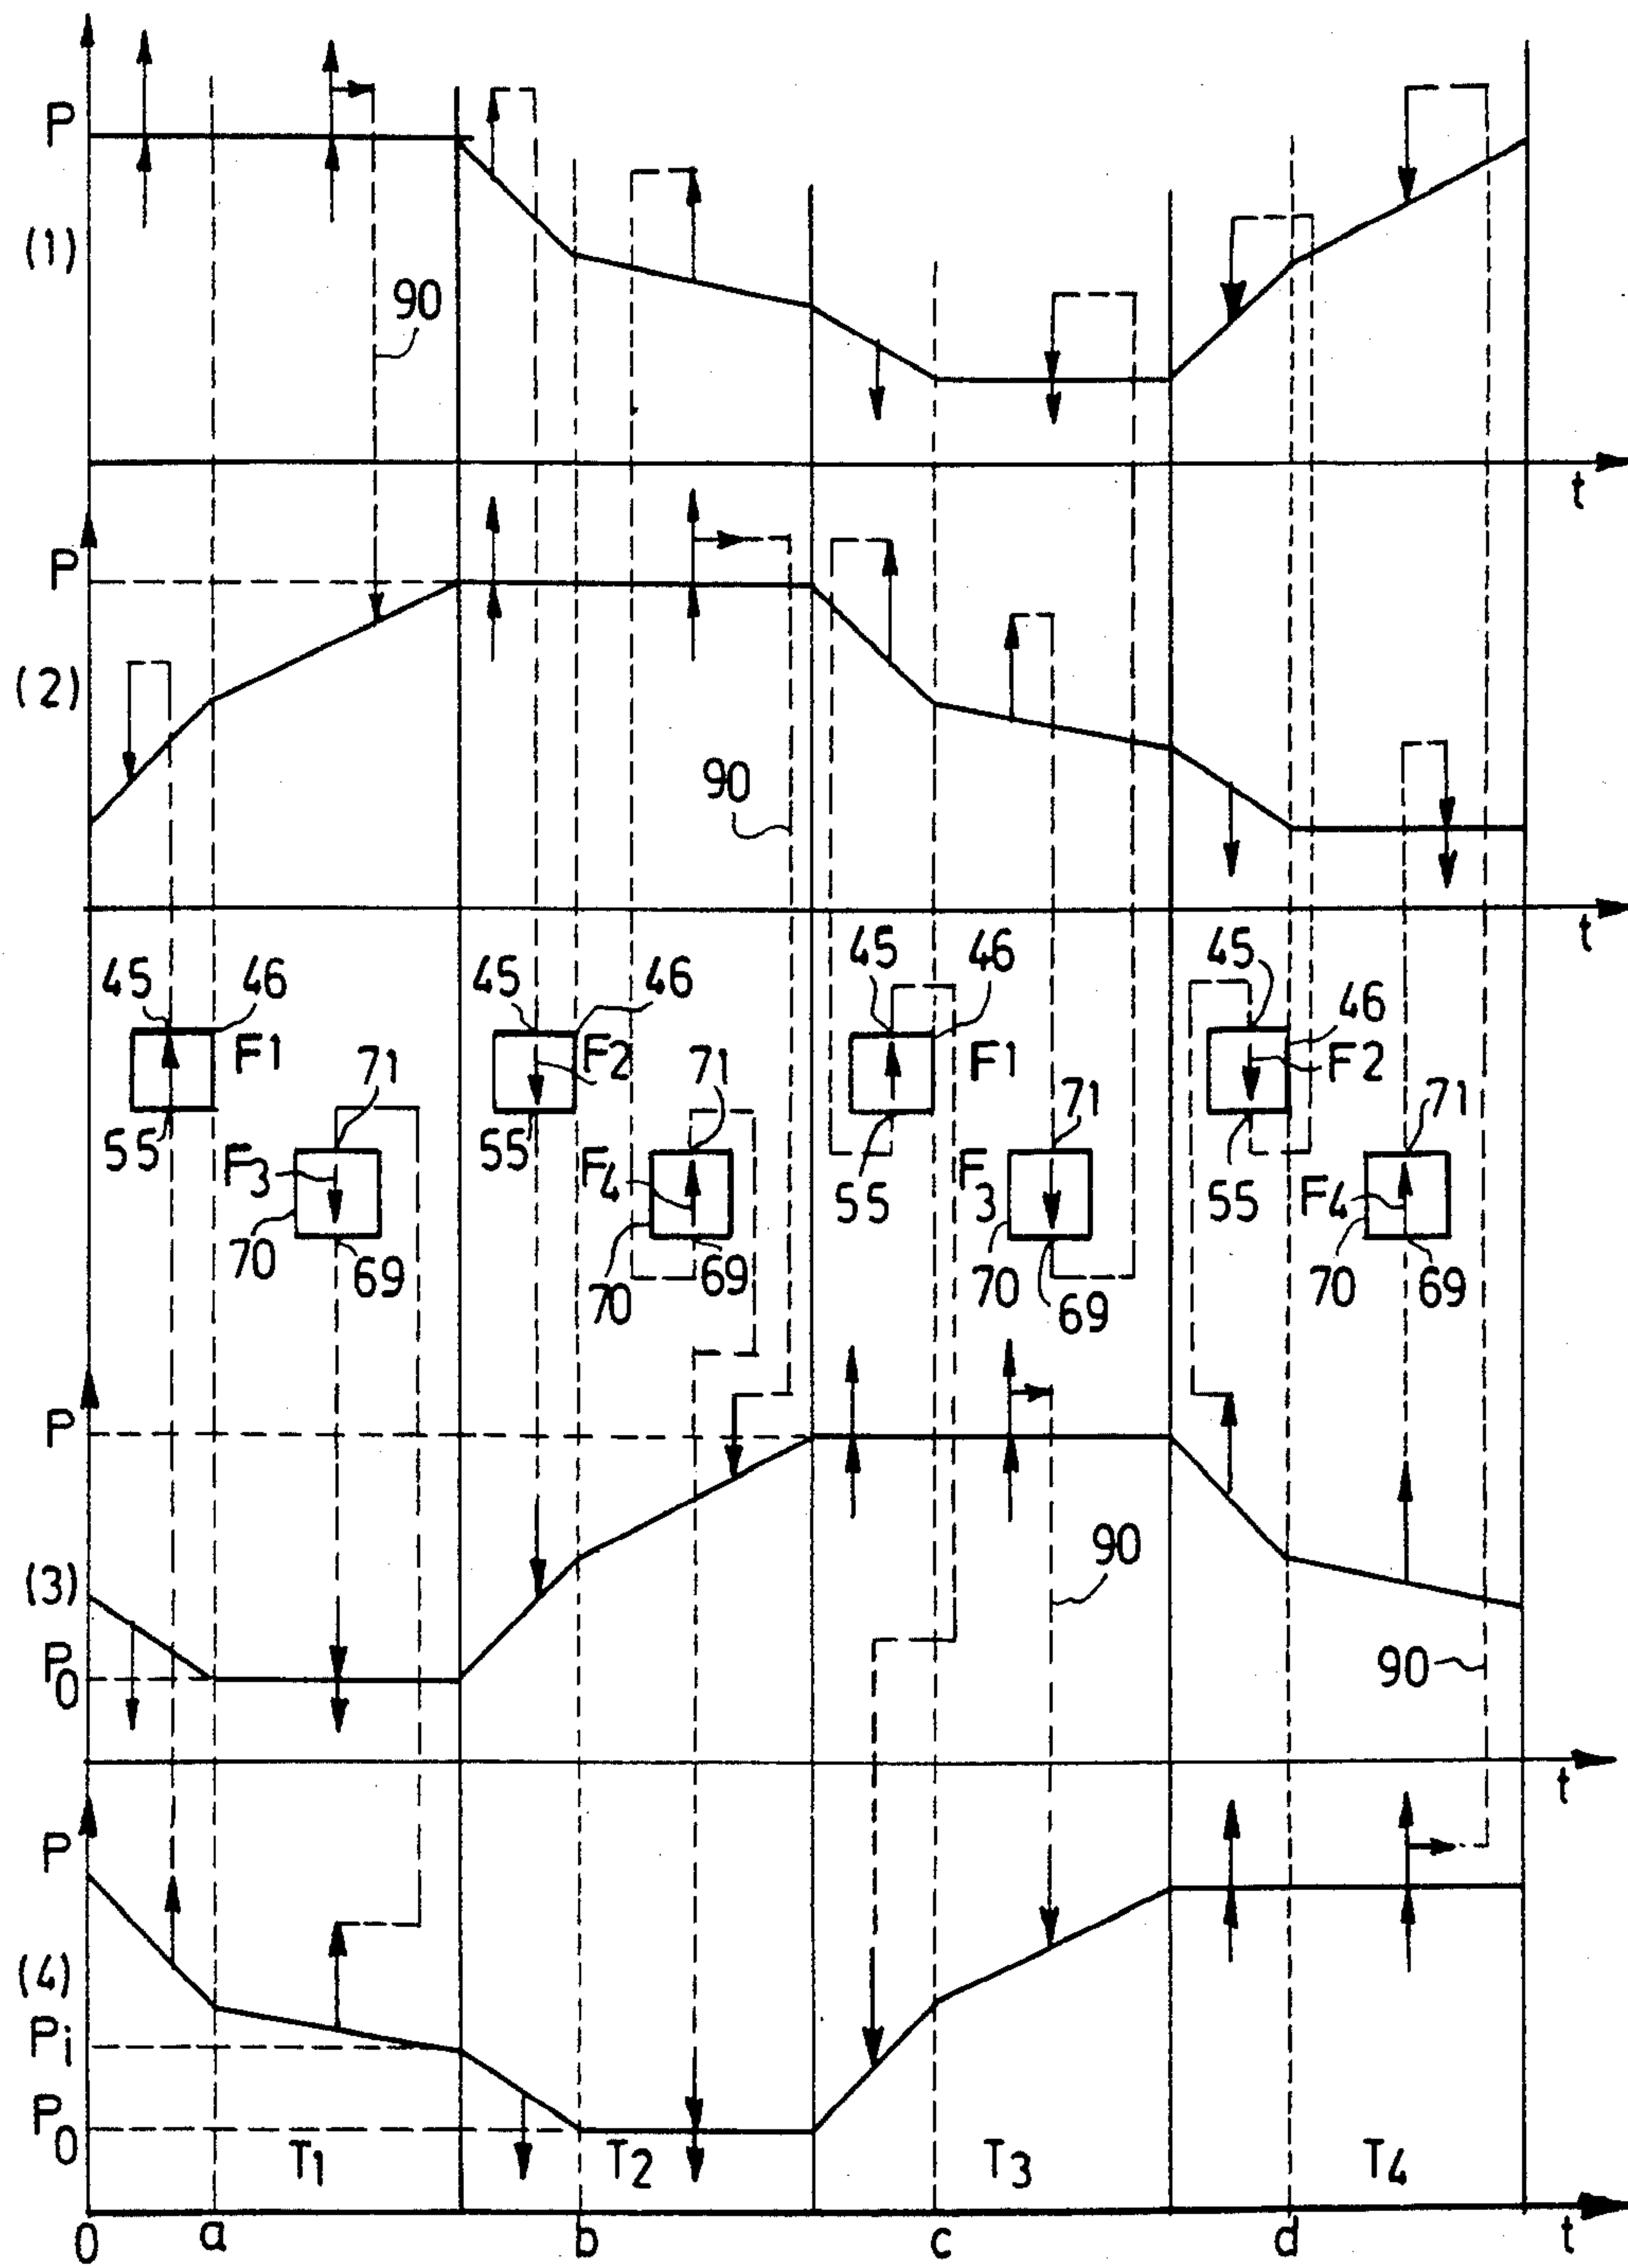 P
(1)
90
t
P
(2)
90
t
45 46 45 46 45 46 45 46
F1 F2 F1 F2
55 55 55 55
71 71 71 71
F3 F4 F3 F4
70 69 70 69 70 69 70 69
P
(3)
90
P0
90
t
P
(4)
Pi
P0
T1 T2 T3 T4
0 a b c d t